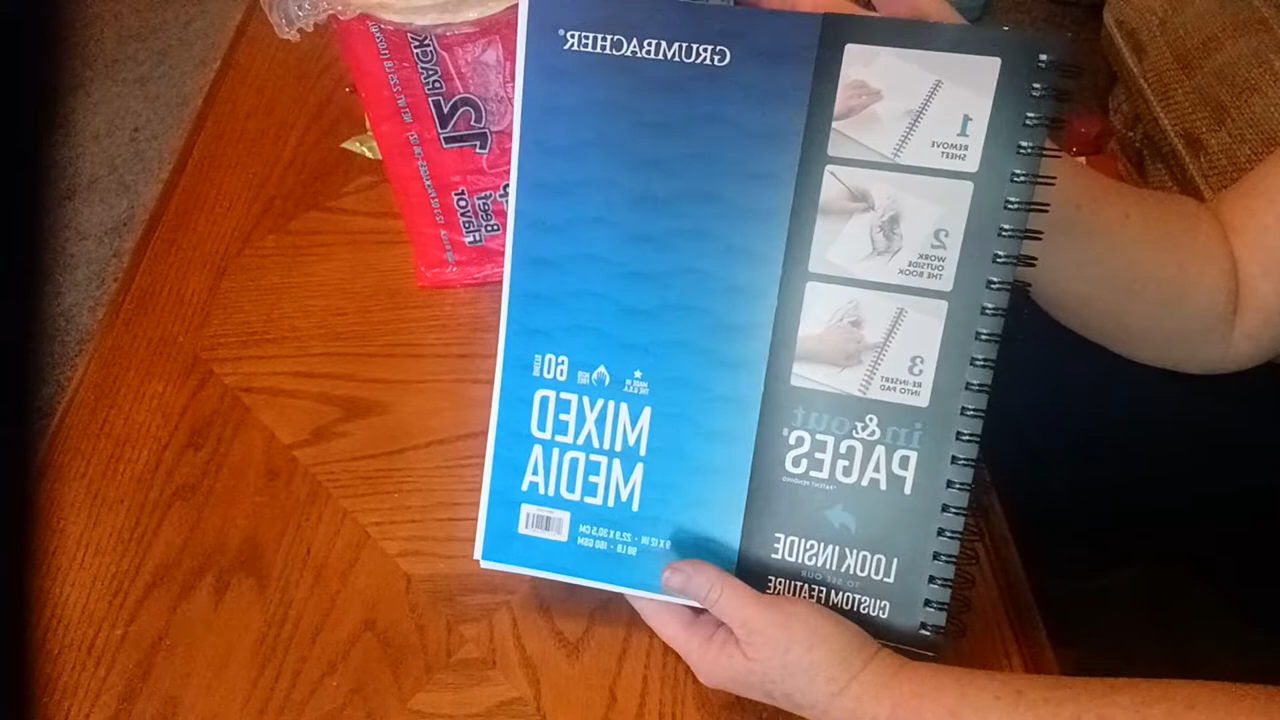 GRUMBACHER®
60
MADE IN
THE U.S.A.
MIXED
MEDIA
9 X 12 IN • 22,9 X 30,5 CM
98 LB • 160 GSM
1
REMOVE
SHEET
2
WORK
OUTSIDE
THE BOOK
3
RE-INSERT
INTO PAD
in&out
PAGES®
*PATENT PENDING
LOOK INSIDE
TO SEE OUR
CUSTOM FEATURE
12 PACK
Beef
Flavor